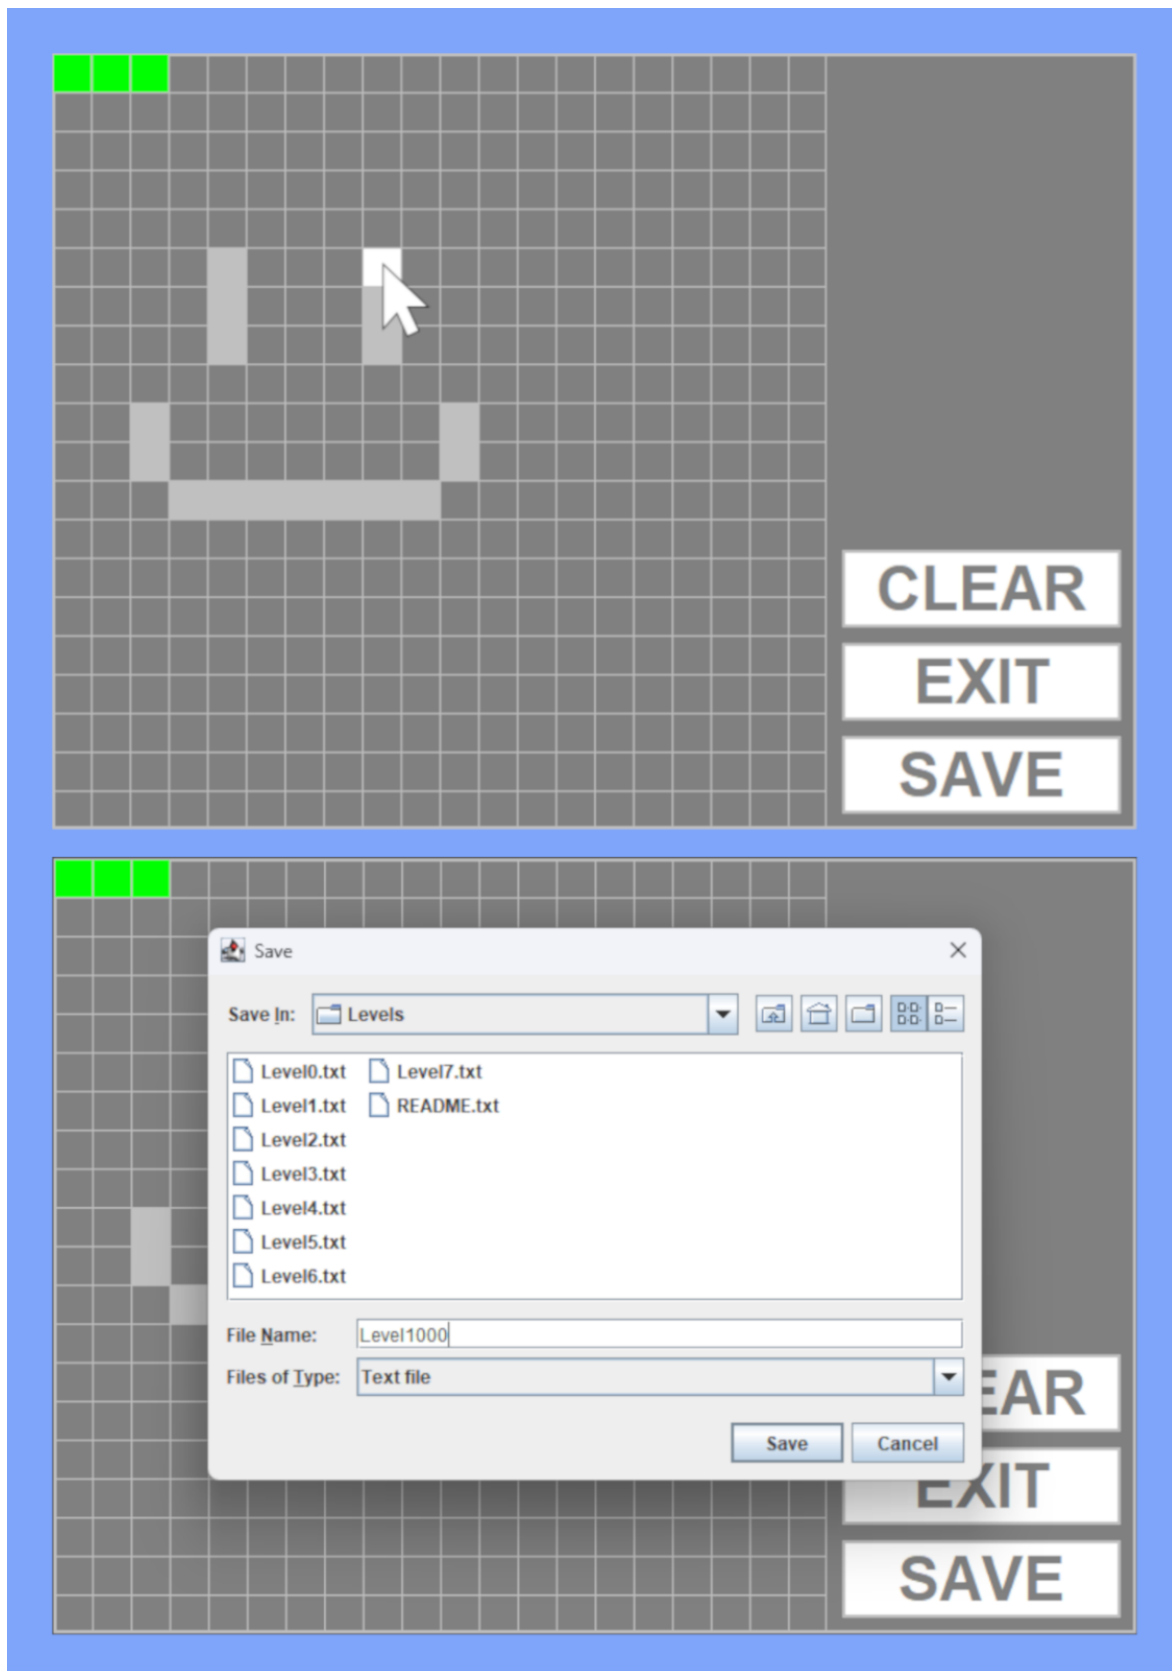 CLEAR
EXIT
SAVE
Save
Save In: Levels
Level0.txt Level7.txt
Level1.txt README.txt
Level2.txt
Level3.txt
Level4.txt
Level5.txt
Level6.txt
File Name: Level1000
Files of Type: Text file
EAR
Save Cancel
EXIT
SAVE